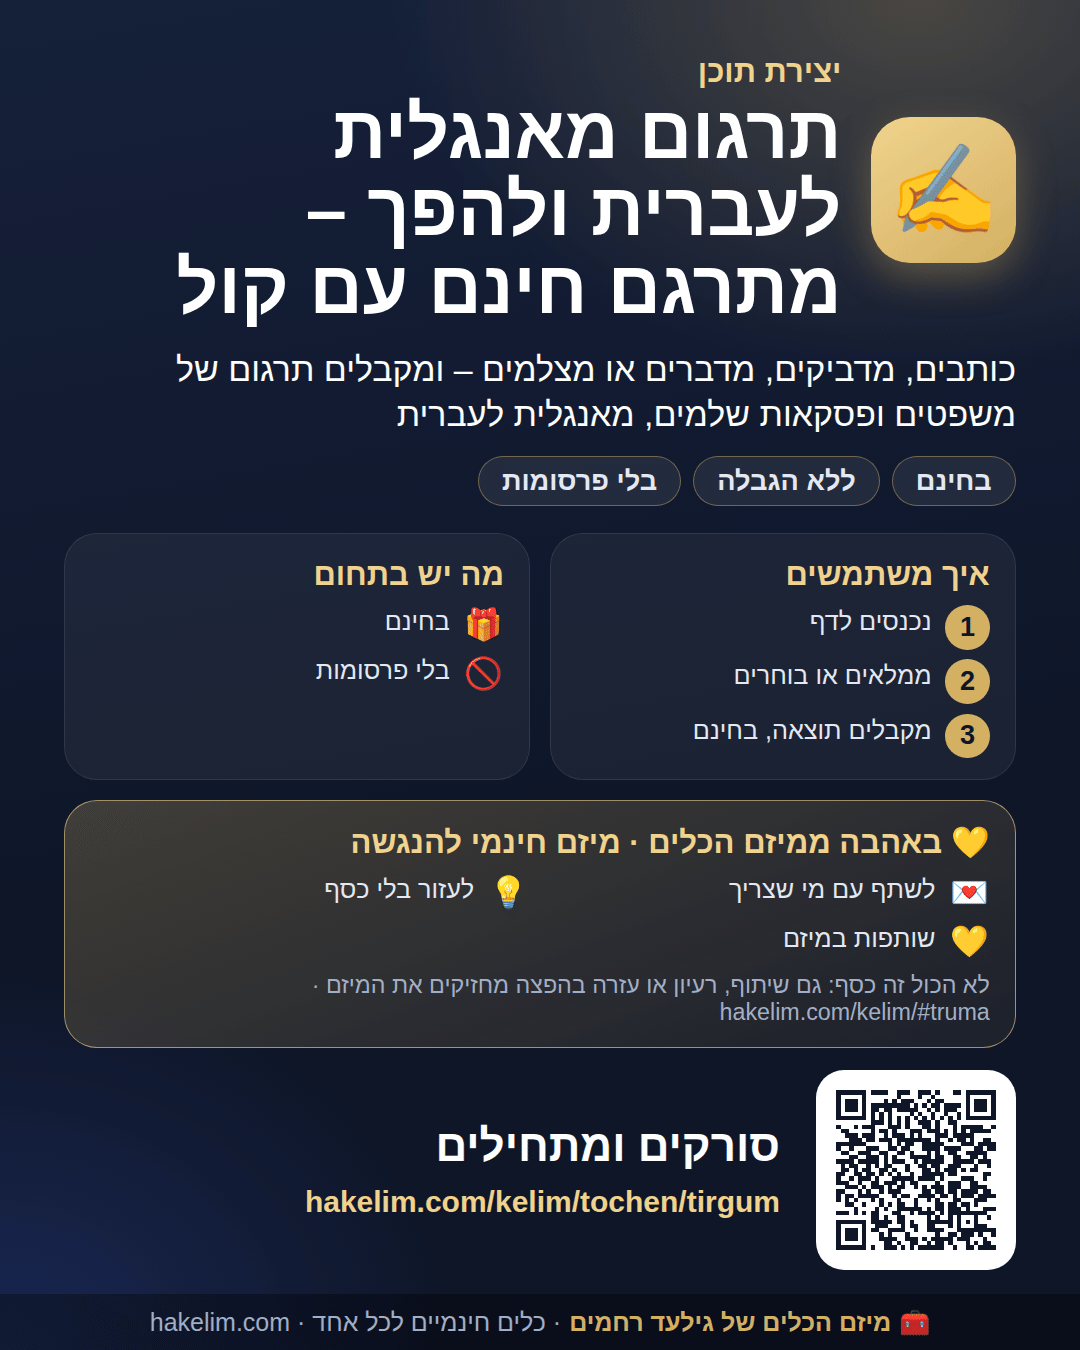 יצירת תוכן
תרגום מאנגלית
לעברית ולהפך –
מתרגם חינם עם קול
כותבים, מדביקים, מדברים או מצלמים – ומקבלים תרגום של
משפטים ופסקאות שלמים, מאנגלית לעברית
בחינם
ללא הגבלה
בלי פרסומות
איך משתמשים
1 נכנסים לדף
2 ממלאים או בוחרים
3 מקבלים תוצאה, בחינם
מה יש בתחום
בחינם
בלי פרסומות
באהבה ממיזם הכלים · מיזם חינמי להנגשה
לשתף עם מי שצריך
לעזור בלי כסף
שותפות במיזם
לא הכול זה כסף: גם שיתוף, רעיון או עזרה בהפצה מחזיקים את המיזם ·
hakelim.com/kelim/#truma
סורקים ומתחילים
hakelim.com/kelim/tochen/tirgum
מיזם הכלים של גילעד רחמים · כלים חינמיים לכל אחד · hakelim.com